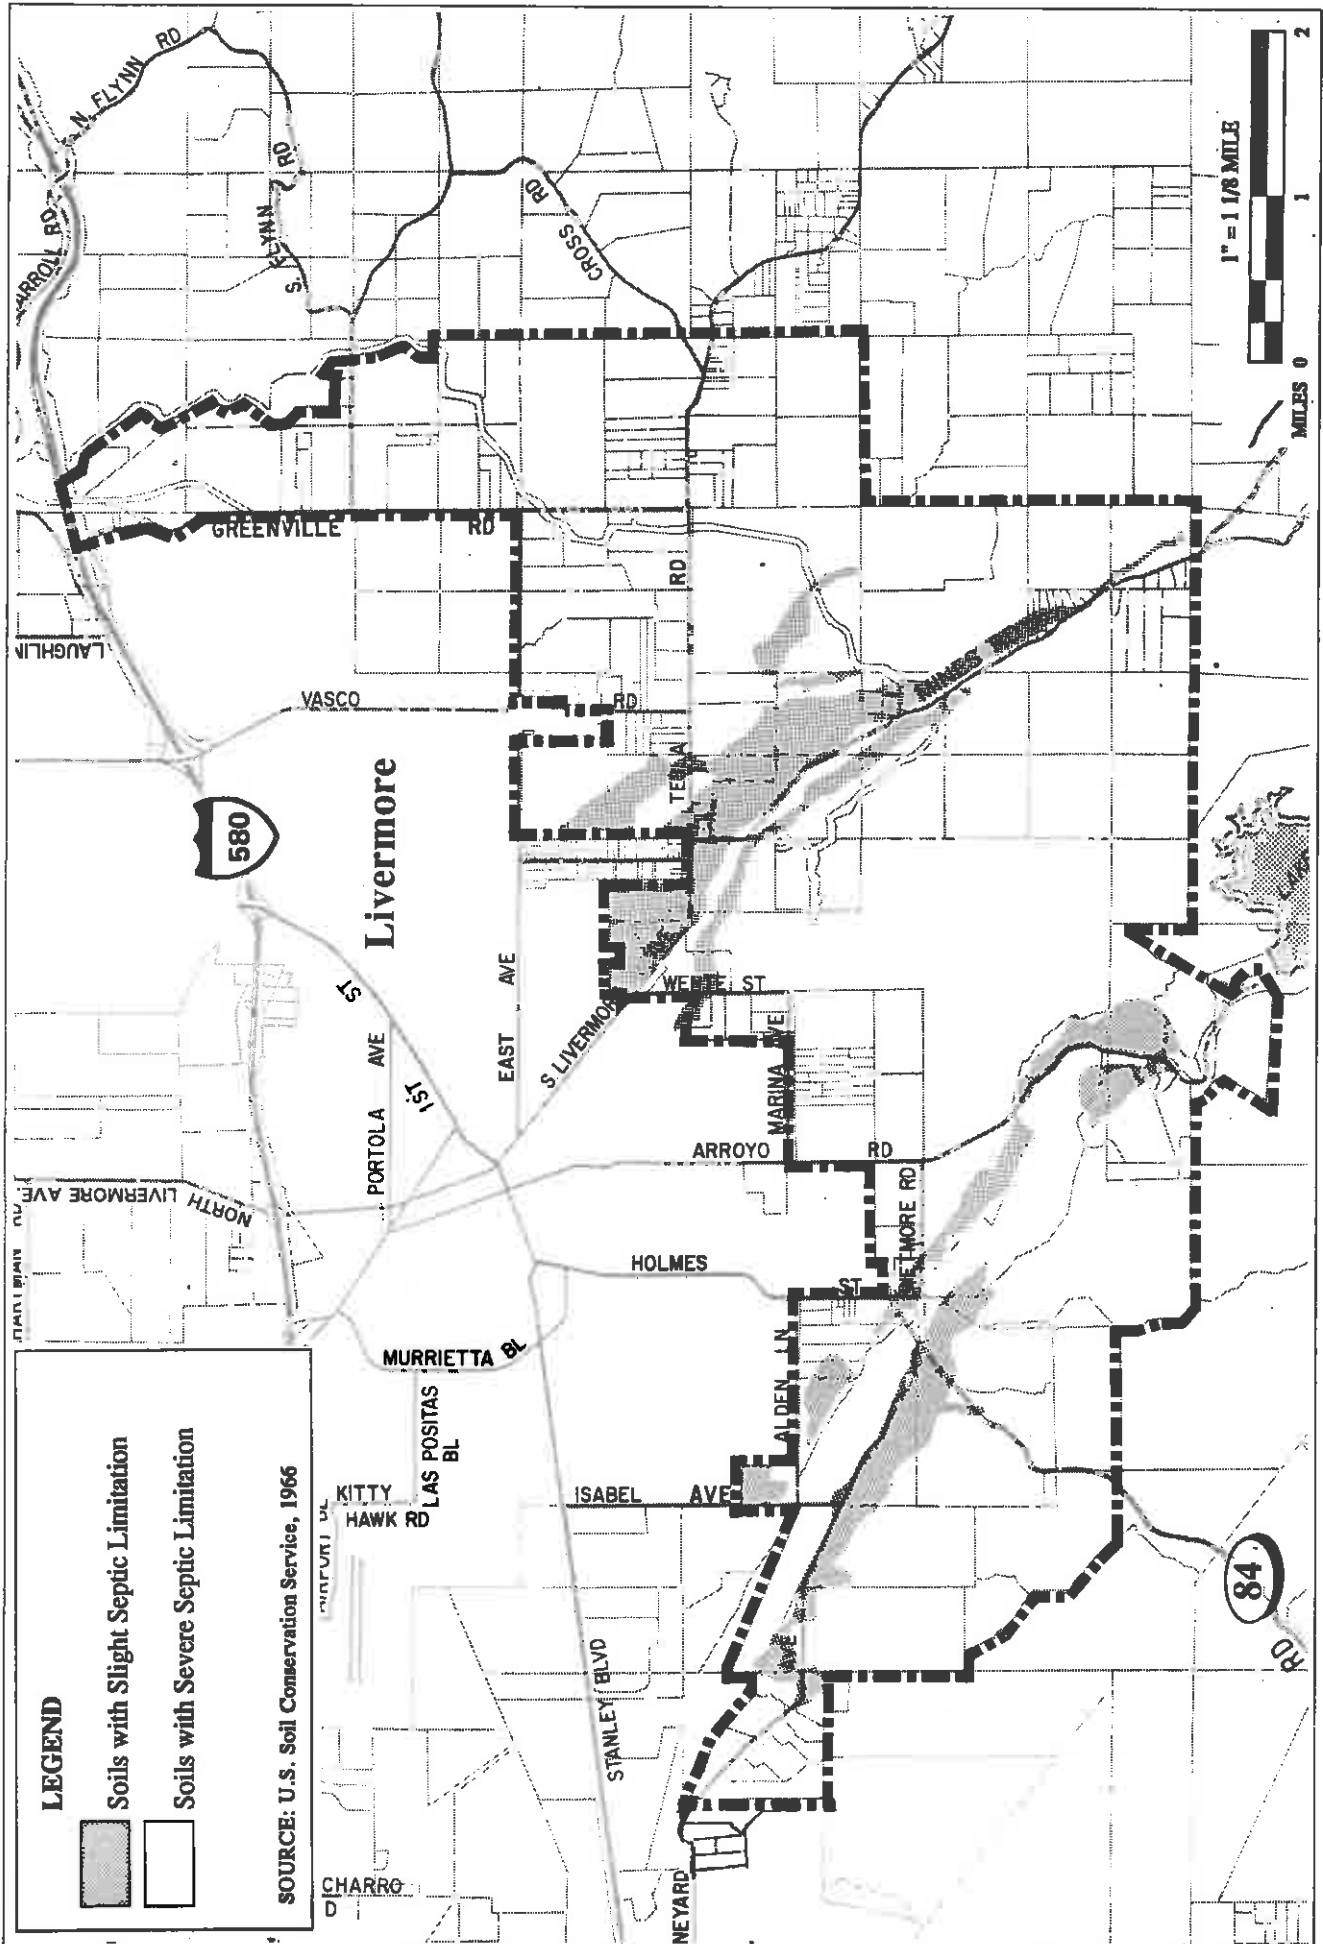 LEGEND
Soils with Slight Septic Limitation
Soils with Severe Septic Limitation
SOURCE: U.S. Soil Conservation Service, 1966
N FLYNN RD
S. FLYNN RD
CROSS RD
GREENVILLE RD
LAUGHLIN
VASCO RD
580
Livermore
1ST ST
PORTOLA AVE
EAST AVE
S. LIVERMORE
TESLA RD
MINES
WENTE ST
MARINA AVE
NORTH LIVERMORE AVE.
ARROYO RD
WETMORE RD
HOLMES ST
MURRIETTA BL
LAS POSITAS BL
KITTY HAWK RD
ALDEN LN
ISABEL AVE
STANLEY BLVD
AVE
CHARRO
D
NEYARD
84
RD
1" = 1 1/8 MILE
MILES 0 1 2